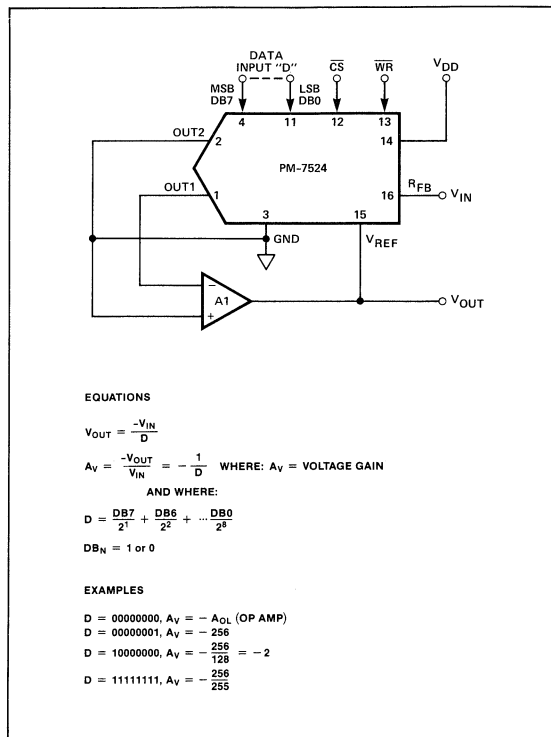 DATA
INPUT "D"
CS
WR
VDD
MSB
DB7
LSB
DB0
4
11
12
13
OUT2
2
14
PM-7524
OUT1
1
RFB
16
VIN
3
15
GND
VREF
−
A1
+
VOUT
EQUATIONS
VOUT = -VIN / D
AV = -VOUT / VIN = - 1 / D WHERE: AV = VOLTAGE GAIN
AND WHERE:
D = DB7 / 2^1 + DB6 / 2^2 + ··· DB0 / 2^8
DBN = 1 or 0
EXAMPLES
D = 00000000, AV = - AOL (OP AMP)
D = 00000001, AV = - 256
D = 10000000, AV = - 256 / 128 = -2
D = 11111111, AV = - 256 / 255